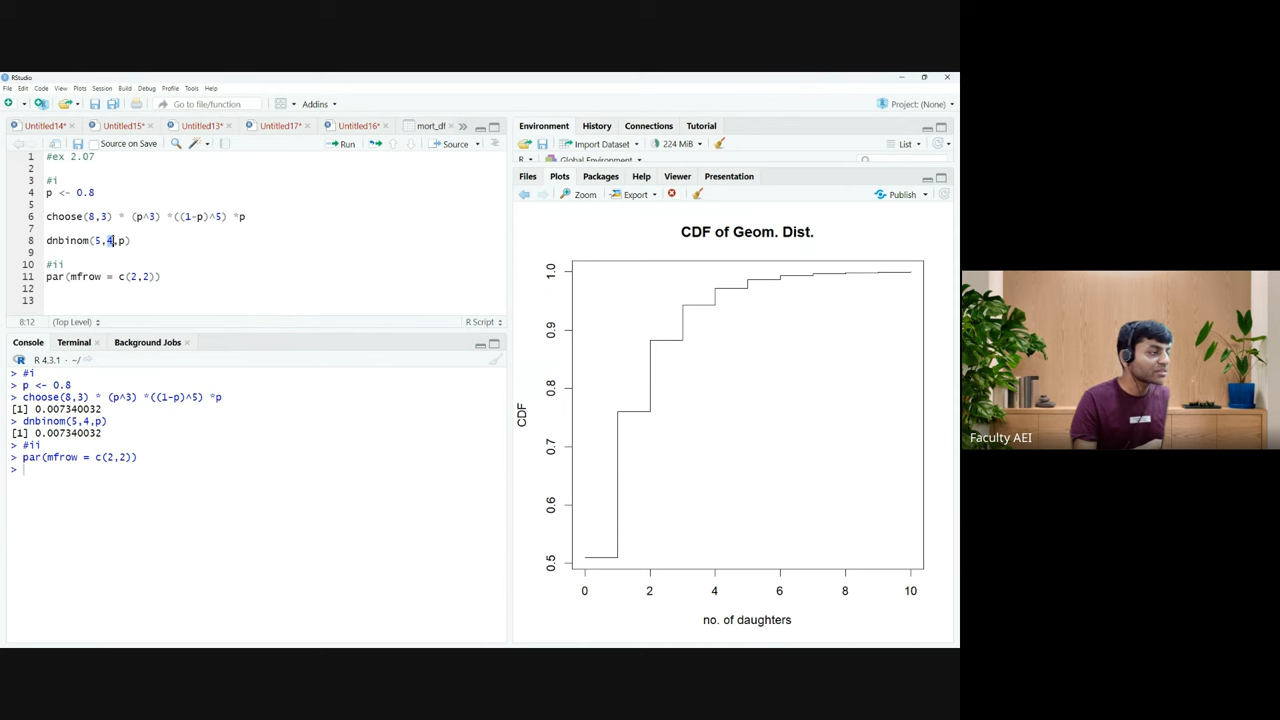 RStudio
File Edit Code View Plots Session Build Debug Profile Tools Help
Go to file/function Addins Project: (None)
Untitled14* Untitled15* Untitled13* Untitled17* Untitled16* mort_df
Source on Save Run Source
1 #ex 2.07
2
3 #i
4 p <- 0.8
5
6 choose(8,3) * (p^3) *((1-p)^5) *p
7
8 dnbinom(5,4,p)
9
10 #ii
11 par(mfrow = c(2,2))
12
13
8:12 (Top Level) R Script
Console Terminal Background Jobs
R 4.3.1 · ~/
> #i
> p <- 0.8
> choose(8,3) * (p^3) *((1-p)^5) *p
[1] 0.007340032
> dnbinom(5,4,p)
[1] 0.007340032
> #ii
> par(mfrow = c(2,2))
>
Environment History Connections Tutorial
Import Dataset 224 MiB List
R Global Environment
Files Plots Packages Help Viewer Presentation
Zoom Export Publish
CDF of Geom. Dist.
CDF
1.0
0.9
0.8
0.7
0.6
0.5
0 2 4 6 8 10
no. of daughters
Faculty AEI